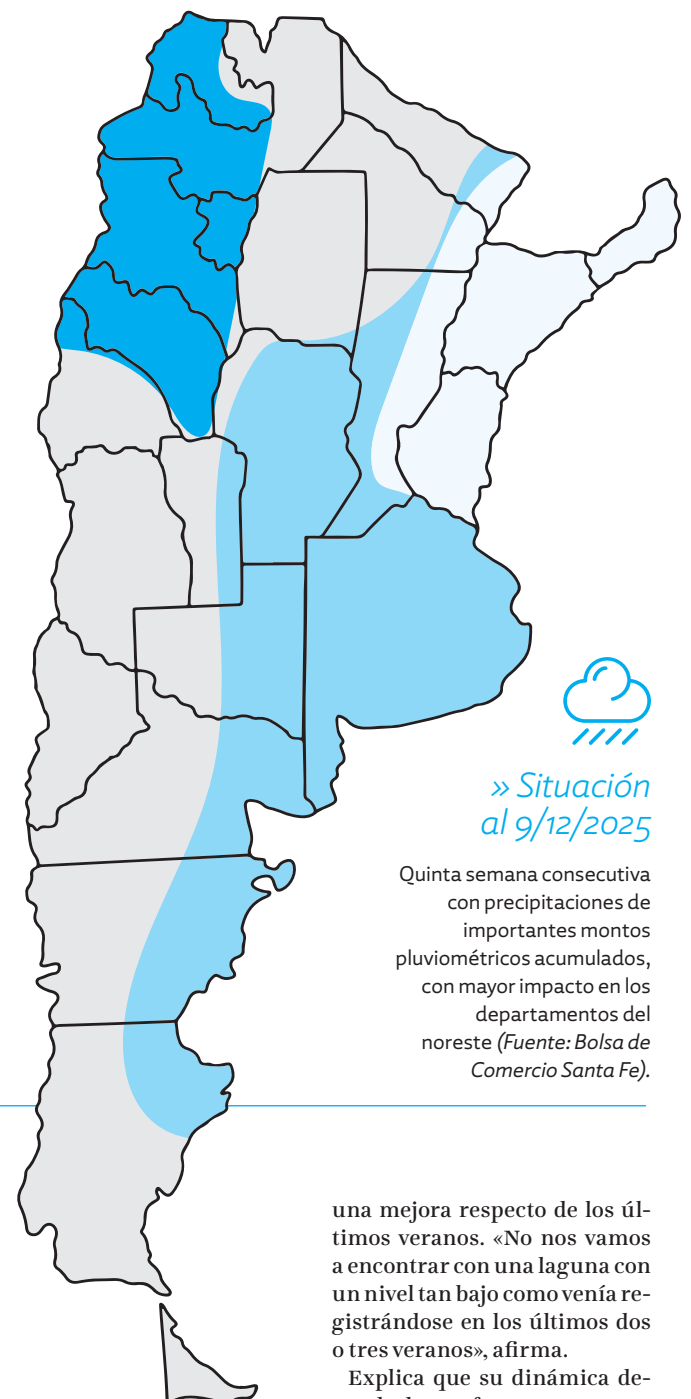 » Situación
al 9/12/2025
Quinta semana consecutiva
con precipitaciones de
importantes montos
pluviométricos acumulados,
con mayor impacto en los
departamentos del
noreste (Fuente: Bolsa de
Comercio Santa Fe).
una mejora respecto de los úl-
timos veranos. «No nos vamos
a encontrar con una laguna con
un nivel tan bajo como venía re-
gistrándose en los últimos dos
o tres veranos», afirma.
Explica que su dinámica de-